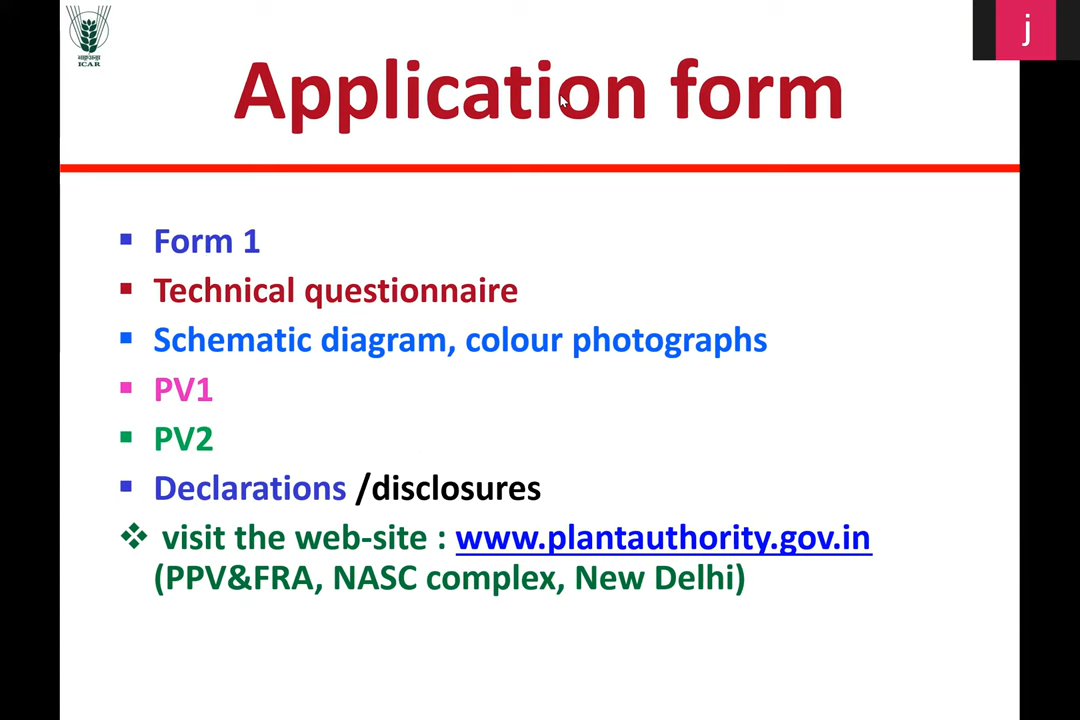 ICAR
j
Application form
Form 1
Technical questionnaire
Schematic diagram, colour photographs
PV1
PV2
Declarations /disclosures
visit the web-site : www.plantauthority.gov.in
(PPV&FRA, NASC complex, New Delhi)